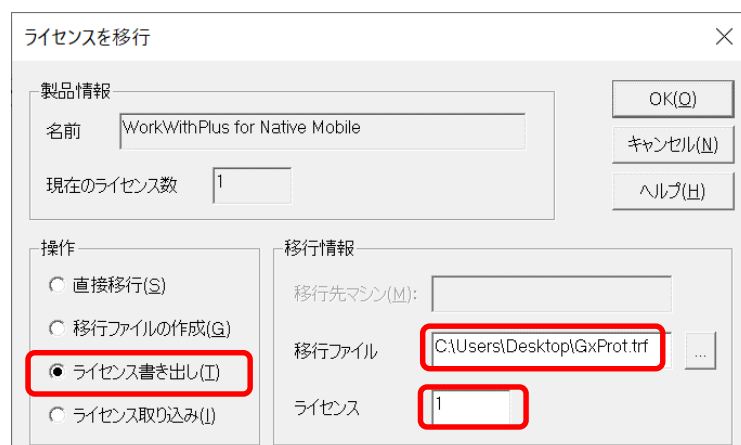 ライセンスを移行
製品情報
名前 WorkWithPlus for Native Mobile
現在のライセンス数 1
OK(O)
キャンセル(N)
ヘルプ(H)
操作
直接移行(S)
移行ファイルの作成(G)
ライセンス書き出し(T)
ライセンス取り込み(I)
移行情報
移行先マシン(M):
移行ファイル C:\Users\Desktop\GxProt.trf ...
ライセンス 1